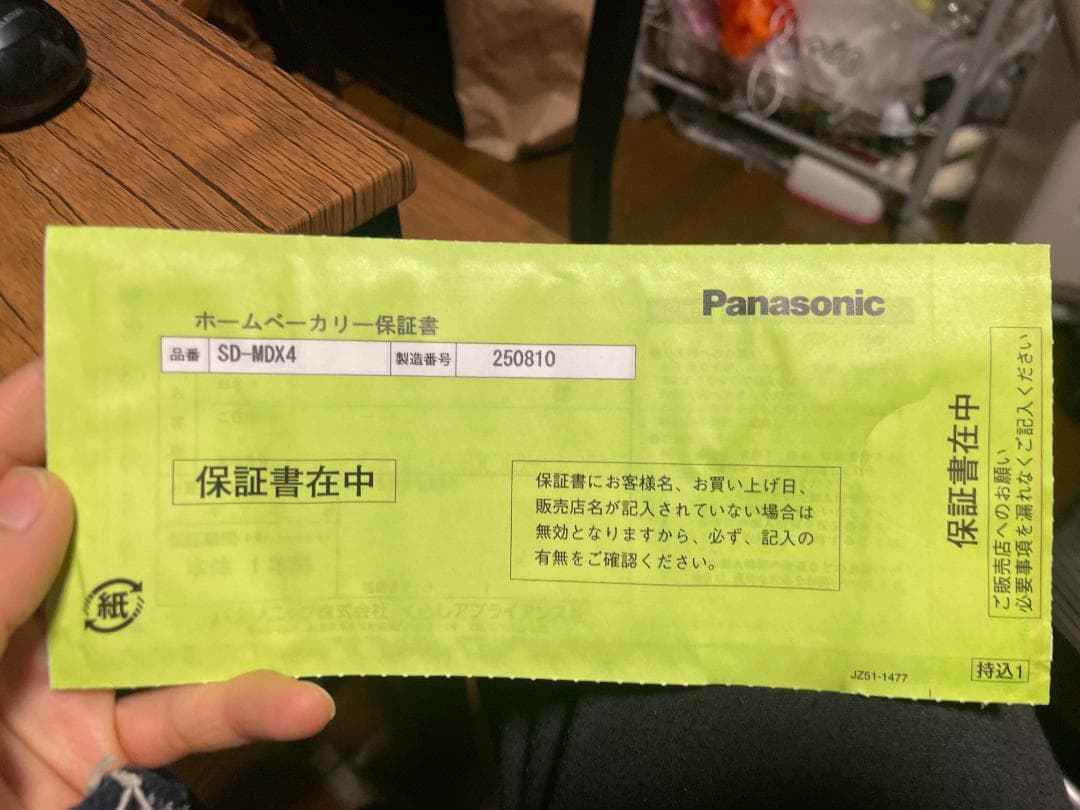 Panasonic
ホームベーカリー保証書
品番 SD-MDX4 製造番号 250810
保証書在中
保証書にお客様名、お買い上げ日、
販売店名が記入されていない場合は
無効となりますから、必ず、記入の
有無をご確認ください。
保証書在中
ご販売店へのお願い
必要事項を漏れなくご記入ください
紙
本体 1年
JZ51-1477
持込1